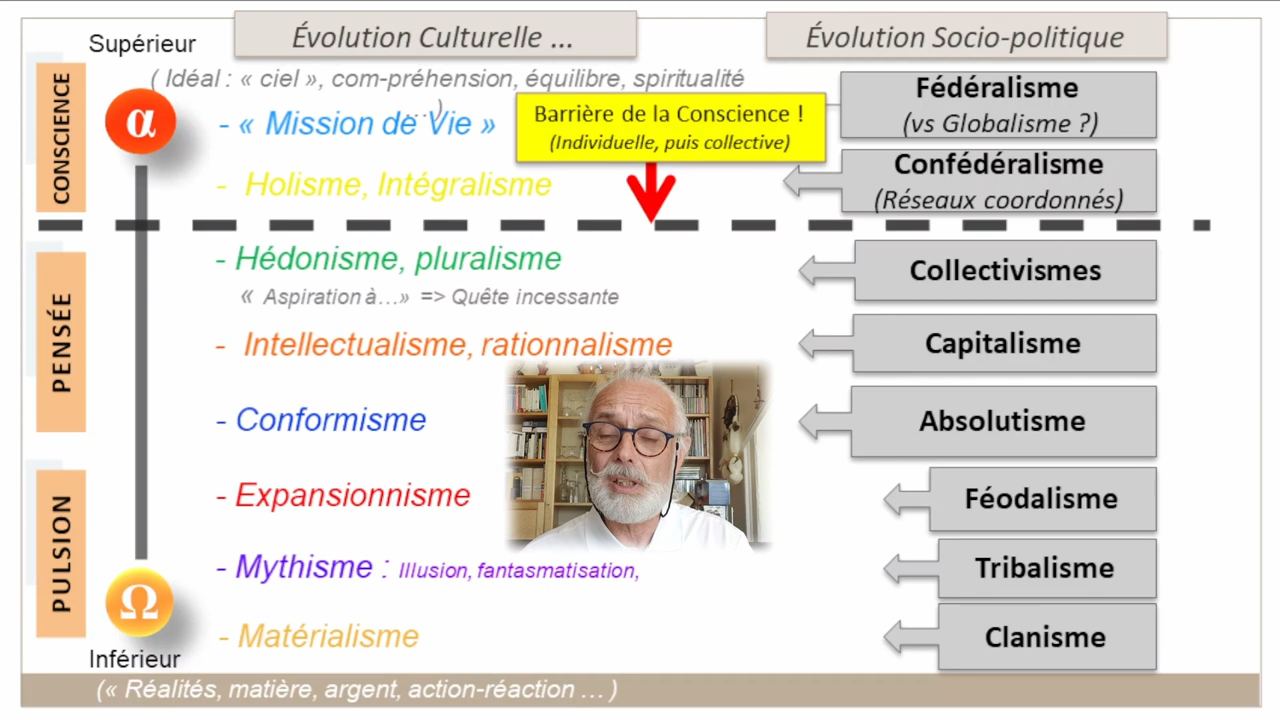 Supérieur
Évolution Culturelle ...
Évolution Socio-politique
CONSCIENCE
( Idéal : « ciel », com-préhension, équilibre, spiritualité
...)
α
- « Mission de Vie »
Barrière de la Conscience !
(Individuelle, puis collective)
Fédéralisme
(vs Globalisme ?)
- Holisme, Intégralisme
Confédéralisme
(Réseaux coordonnés)
PENSÉE
- Hédonisme, pluralisme
« Aspiration à...» => Quête incessante
Collectivismes
- Intellectualisme, rationnalisme
Capitalisme
- Conformisme
Absolutisme
PULSION
- Expansionnisme
Féodalisme
- Mythisme : Illusion, fantasmatisation,
Tribalisme
Ω
- Matérialisme
Clanisme
Inférieur
(« Réalités, matière, argent, action-réaction ... )